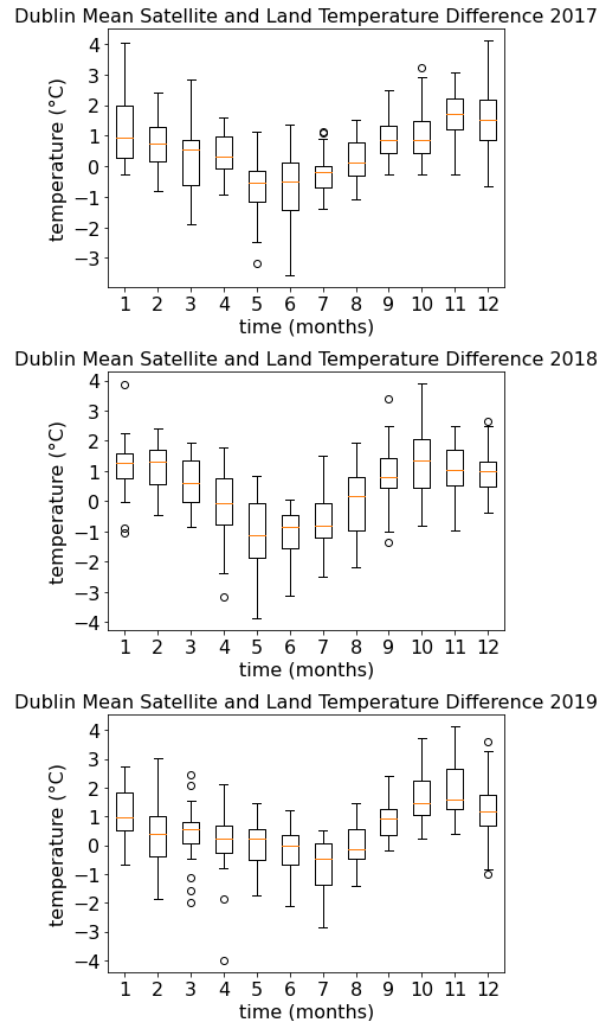 Dublin Mean Satellite and Land Temperature Difference 2017
4
3
2
1
0
−1
−2
−3
temperature (°C)
1 2 3 4 5 6 7 8 9 10 11 12
time (months)
Dublin Mean Satellite and Land Temperature Difference 2018
4
3
2
1
0
−1
−2
−3
−4
temperature (°C)
1 2 3 4 5 6 7 8 9 10 11 12
time (months)
Dublin Mean Satellite and Land Temperature Difference 2019
4
3
2
1
0
−1
−2
−3
−4
temperature (°C)
1 2 3 4 5 6 7 8 9 10 11 12
time (months)